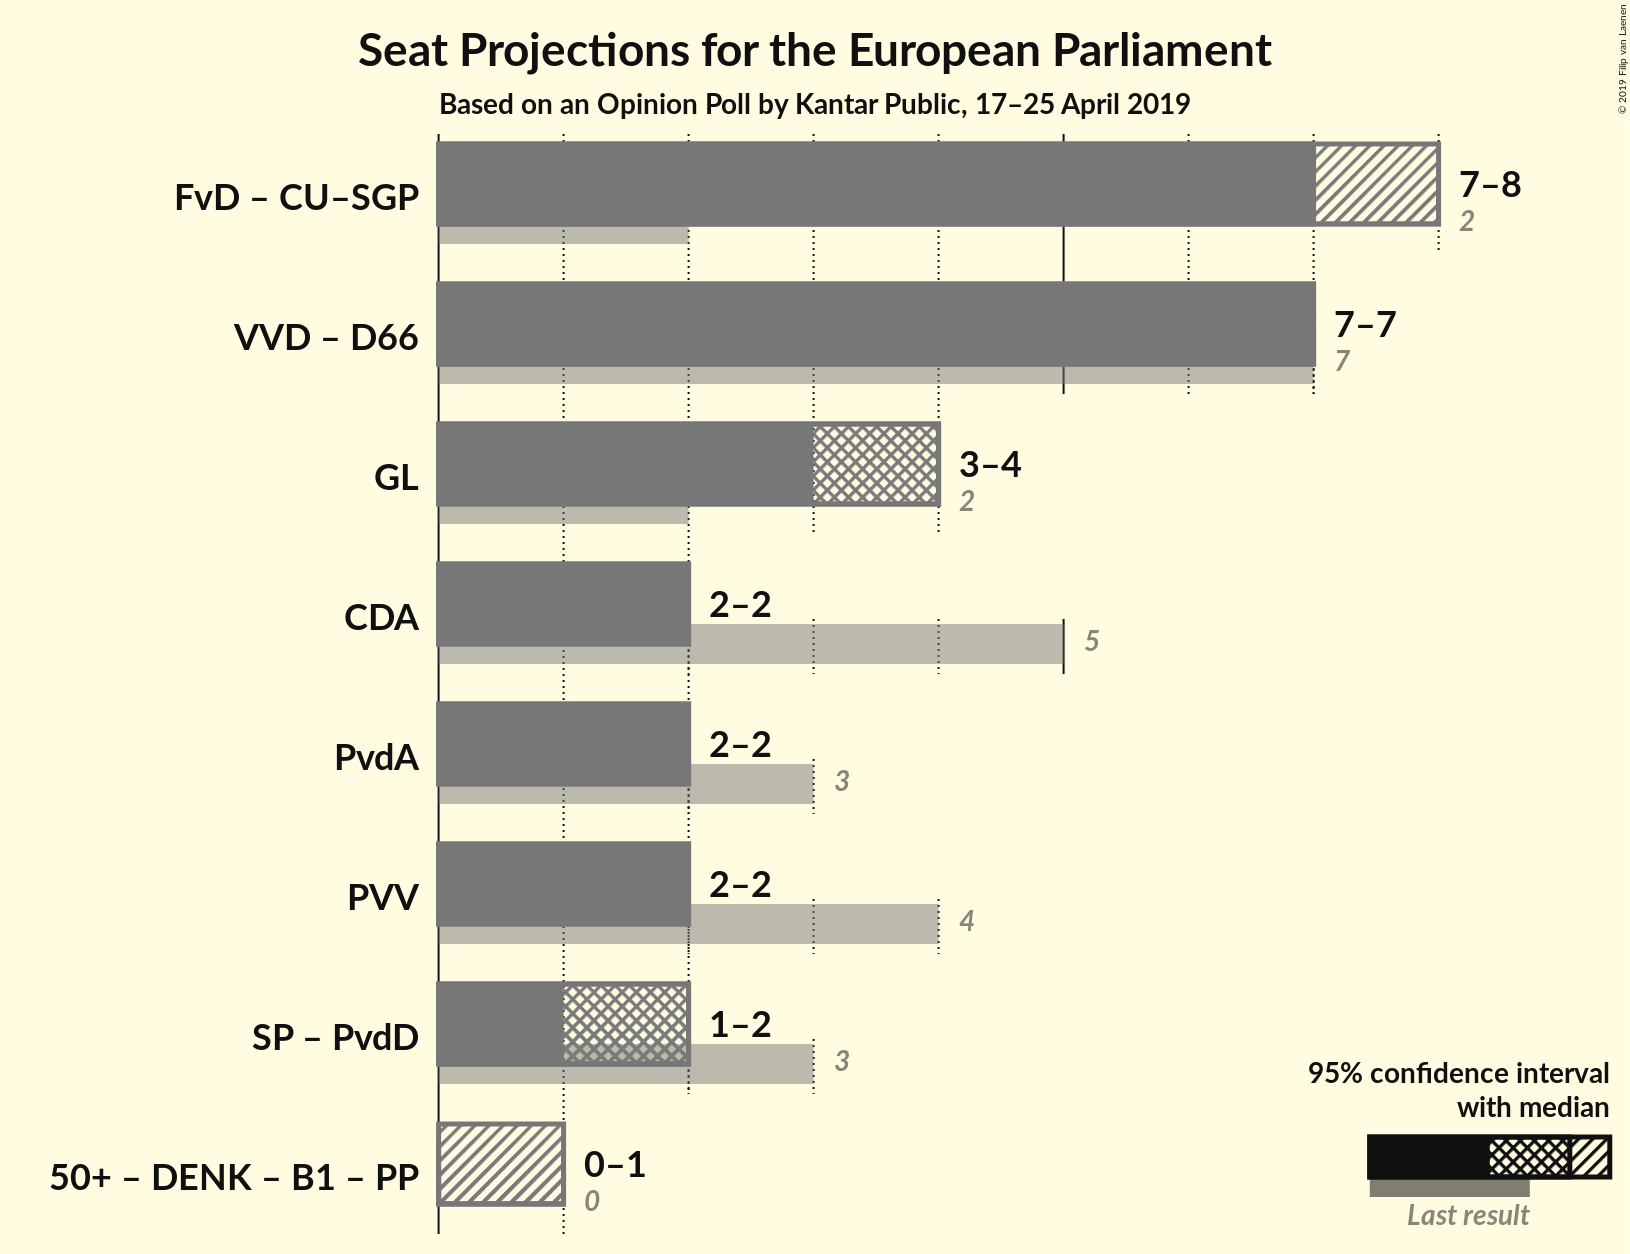 Seat Projections for the European Parliament
Based on an Opinion Poll by Kantar Public, 17–25 April 2019
© 2019 Filip van Laenen
FvD – CU–SGP
7–8
2
VVD – D66
7–7
7
GL
3–4
2
CDA
2–2
5
PvdA
2–2
3
PVV
2–2
4
SP – PvdD
1–2
3
50+ – DENK – B1 – PP
0–1
0
95% confidence interval
with median
Last result